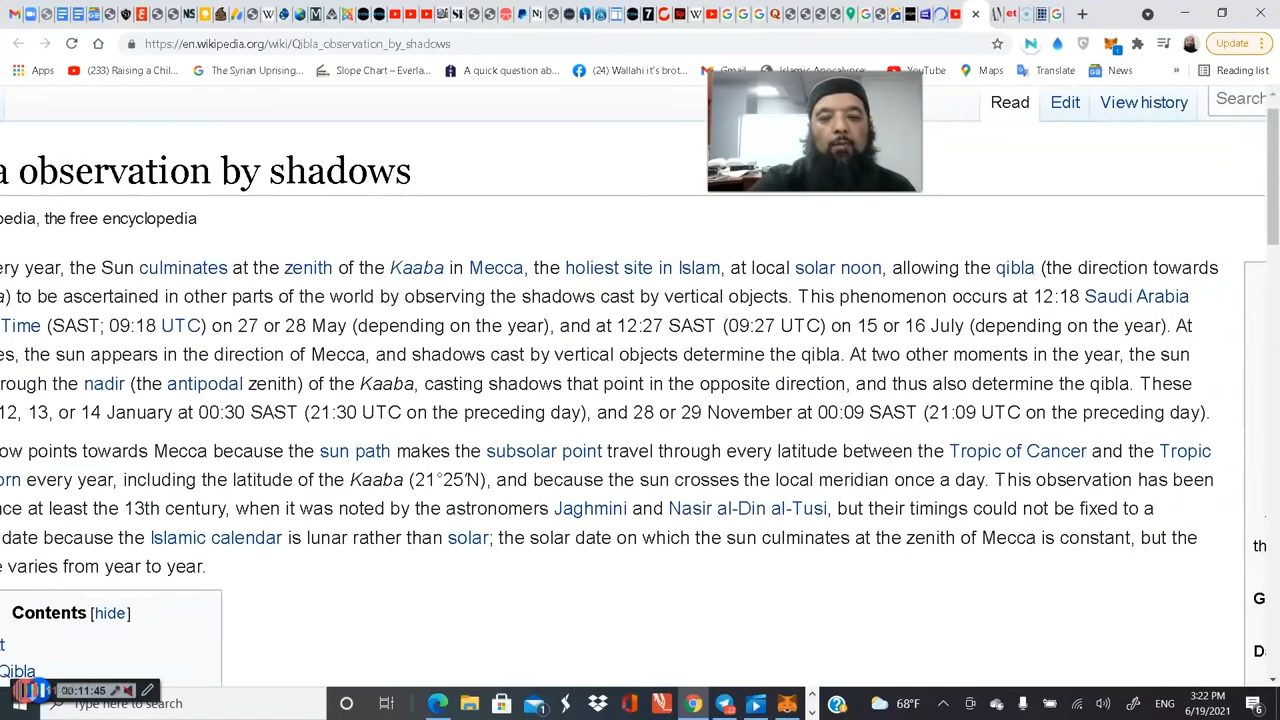 https://en.wikipedia.org/wiki/Qibla_observation_by_shadows
Update
Apps
(233) Raising a Chil...
The Syrian Uprising...
Slope Chart – Everla...
A quick question ab...
(24) Wallahi it's brot...
Gmail
Islamic Apocalypse
YouTube
Maps
Translate
News
»
Reading list
Read
Edit
View history
Search
a observation by shadows
pedia, the free encyclopedia
ery year, the Sun culminates at the zenith of the Kaaba in Mecca, the holiest site in Islam, at local solar noon, allowing the qibla (the direction towards
a) to be ascertained in other parts of the world by observing the shadows cast by vertical objects. This phenomenon occurs at 12:18 Saudi Arabia
Time (SAST; 09:18 UTC) on 27 or 28 May (depending on the year), and at 12:27 SAST (09:27 UTC) on 15 or 16 July (depending on the year). At
es, the sun appears in the direction of Mecca, and shadows cast by vertical objects determine the qibla. At two other moments in the year, the sun
rough the nadir (the antipodal zenith) of the Kaaba, casting shadows that point in the opposite direction, and thus also determine the qibla. These
12, 13, or 14 January at 00:30 SAST (21:30 UTC on the preceding day), and 28 or 29 November at 00:09 SAST (21:09 UTC on the preceding day).
ow points towards Mecca because the sun path makes the subsolar point travel through every latitude between the Tropic of Cancer and the Tropic
orn every year, including the latitude of the Kaaba (21°25′N), and because the sun crosses the local meridian once a day. This observation has been
nce at least the 13th century, when it was noted by the astronomers Jaghmini and Nasir al-Din al-Tusi, but their timings could not be fixed to a
date because the Islamic calendar is lunar rather than solar; the solar date on which the sun culminates at the zenith of Mecca is constant, but the
e varies from year to year.
Contents [hide]
t
Qibla
th
G
D
00:11:45
Type here to search
68°F
3:22 PM
6/19/2021
6